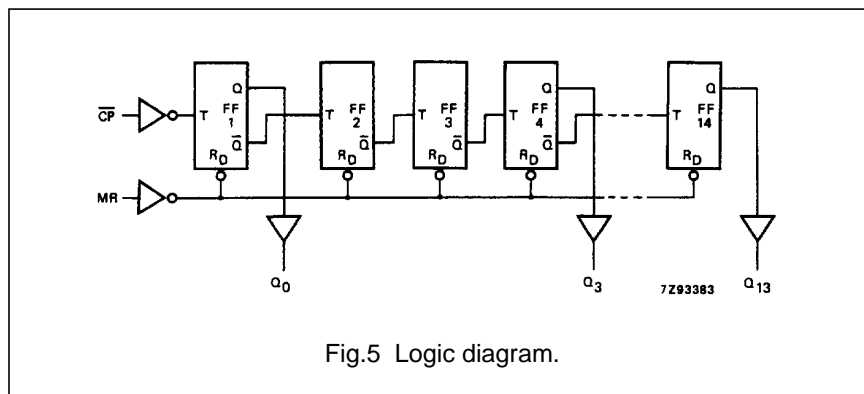 Q Q Q
FF FF FF FF FF
C̅P̅ T 1 T 2 T 3 T 4 T 14
Q̅ Q̅ Q̅ Q̅
R_D R_D R_D R_D R_D
MR
Q_0 Q_3 7Z93383 Q_13
Fig.5 Logic diagram.